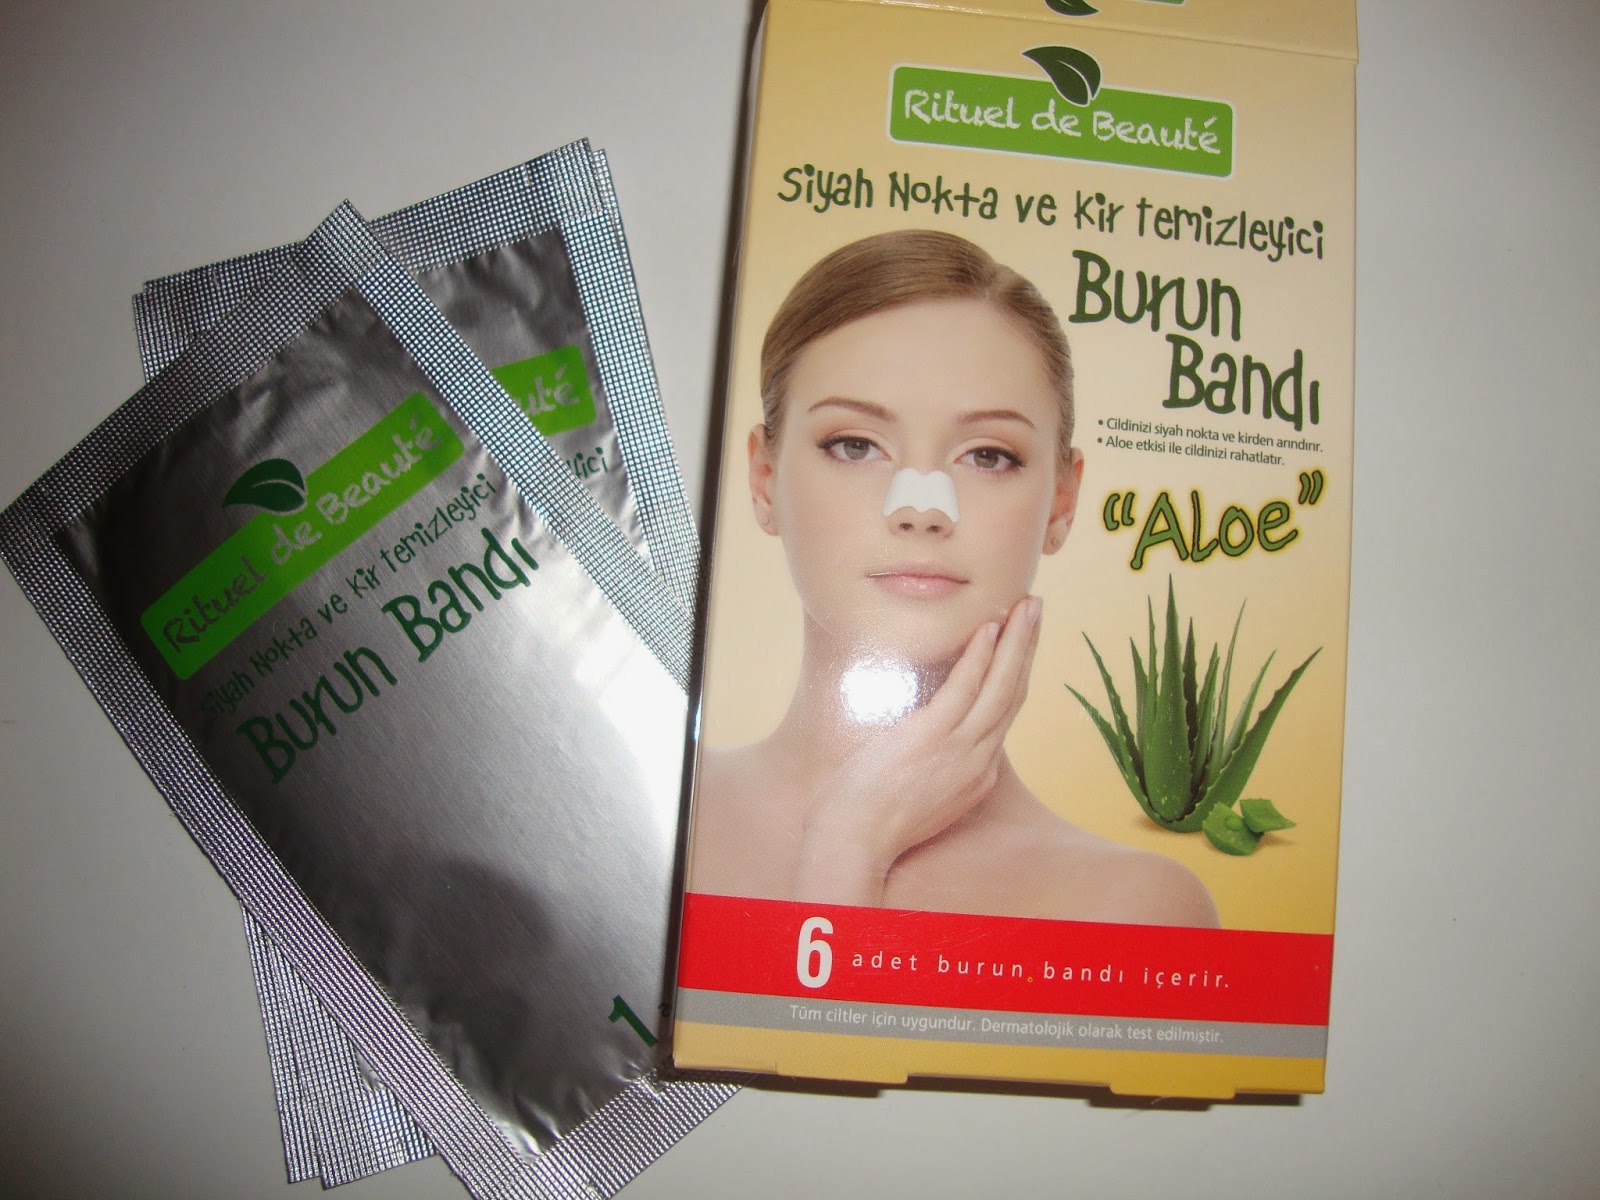 Rituel de Beauté
Siyah Nokta ve Kir Temizleyici
Burun
Bandı
• Cildinizi siyah nokta ve kirden arındırır.
• Aloe etkisi ile cildinizi rahatlatır.
“Aloe”
6 adet burun bandı içerir.
Tüm ciltler için uygundur. Dermatolojik olarak test edilmiştir.
Rituel de Beauté
Siyah Nokta ve Kir Temizleyici
Burun Bandı
1